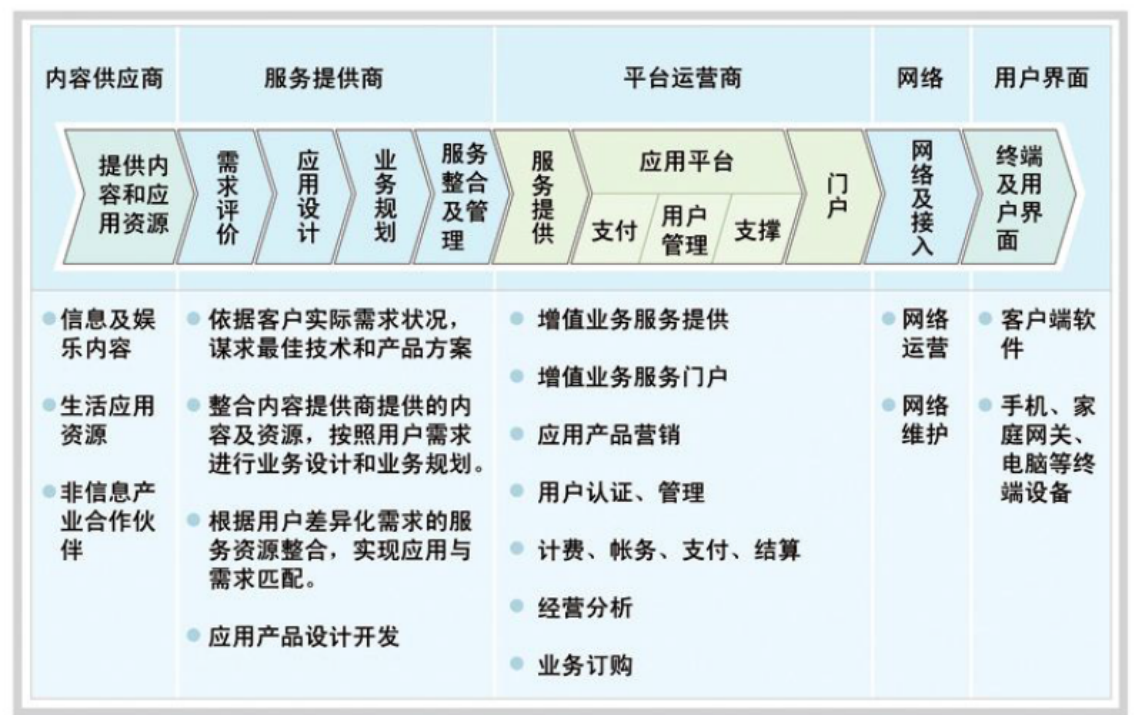 内容供应商
服务提供商
平台运营商
网络
用户界面
提供内
容和应
用资源
需求评价
应用设计
业务规划
服务
整合
及管
理
服务提供
应用平台
支付
用户
管理
支撑
门户
网络及接入
终端
及用
户界
面
信息及娱
乐内容
生活应用
资源
非信息产
业合作伙
伴
依据客户实际需求状况，
谋求最佳技术和产品方案
整合内容提供商提供的内
容及资源，按照用户需求
进行业务设计和业务规划。
根据用户差异化需求的服
务资源整合，实现应用与
需求匹配。
应用产品设计开发
增值业务服务提供
增值业务服务门户
应用产品营销
用户认证、管理
计费、帐务、支付、结算
经营分析
业务订购
网络
运营
网络
维护
客户端软
件
手机、家
庭网关、
电脑等终
端设备